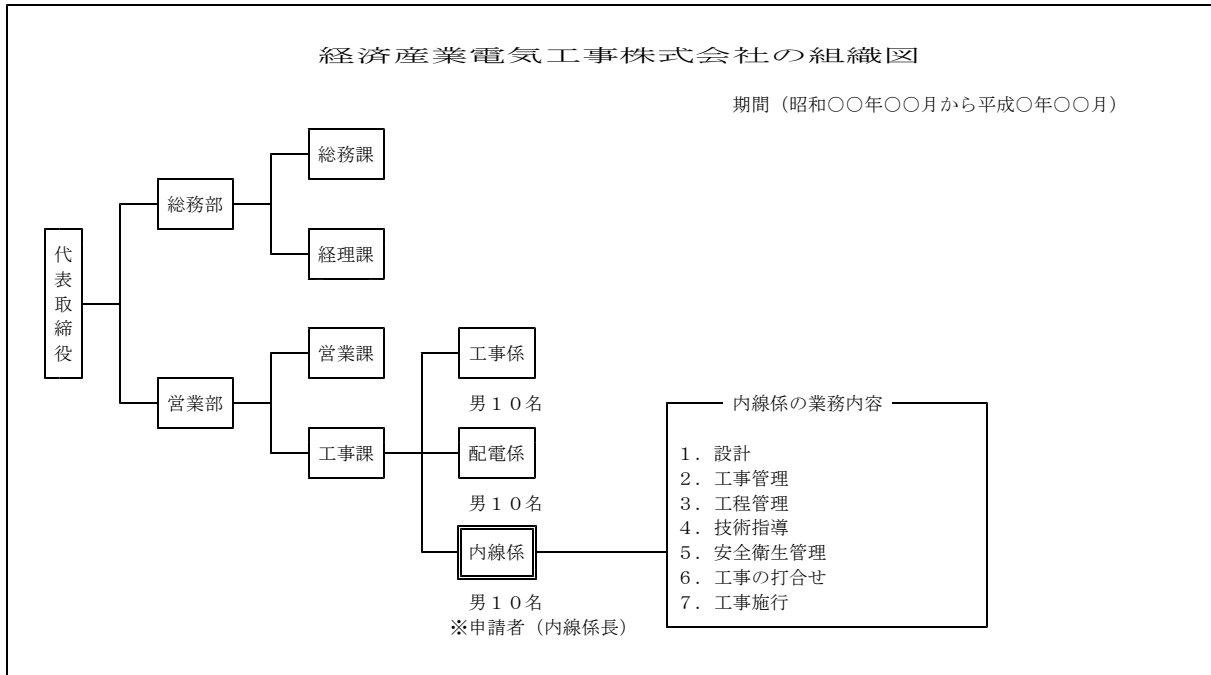 経済産業電気工事株式会社の組織図
期間（昭和○○年○○月から平成○年○○月）
総務課
総務部
経理課
代表取締役
営業課
工事係
男１０名
営業部
工事課
配電係
男１０名
内線係
男１０名
※申請者（内線係長）
内線係の業務内容
１．設計
２．工事管理
３．工程管理
４．技術指導
５．安全衛生管理
６．工事の打合せ
７．工事施行